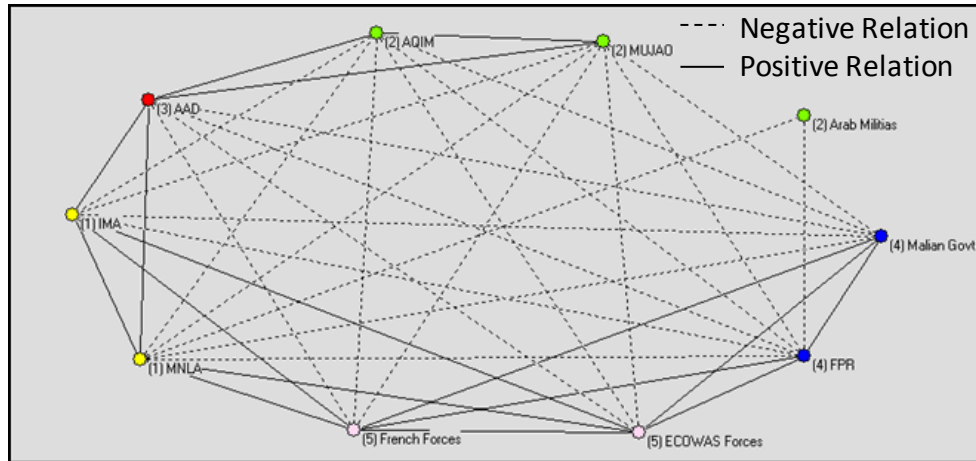 Negative Relation
Positive Relation
(2) AQIM
(2) MUJAO
(3) AAD
(2) Arab Militias
(1) IMA
(4) Malian Govt
(1) MNLA
(4) FPR
(5) French Forces
(5) ECOWAS Forces